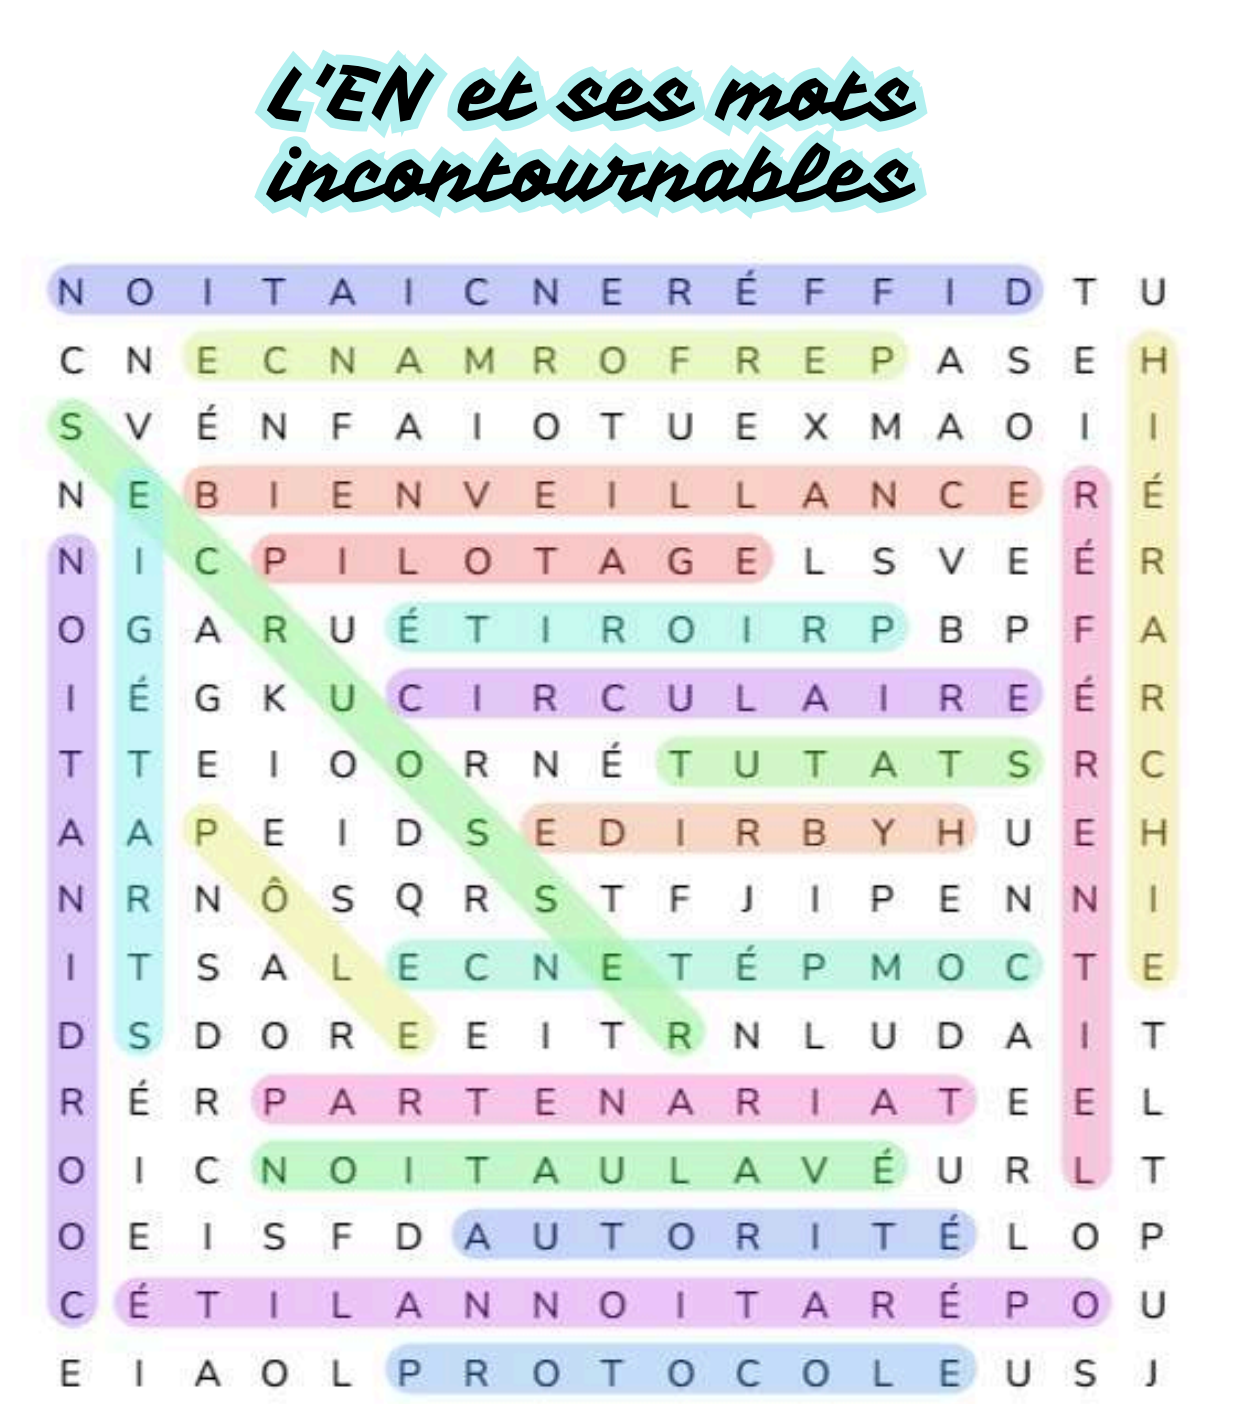 L'EN et ses mots
incontournables
N O I T A I C N E R É F F I D T U
C N E C N A M R O F R E P A S E H
S V É N F A I O T U E X M A O I I
N E B I E N V E I L L A N C E R É
N I C P I L O T A G E L S V E É R
O G A R U É T I R O I R P B P F A
I É G K U C I R C U L A I R E É R
T T E I O O R N É T U T A T S R C
A A P E I D S E D I R B Y H U E H
N R N Ô S Q R S T F J I P E N N I
I T S A L E C N E T É P M O C T E
D S D O R E E I T R N L U D A I T
R É R P A R T E N A R I A T E E L
O I C N O I T A U L A V É U R L T
O E I S F D A U T O R I T É L O P
C É T I L A N N O I T A R É P O U
E I A O L P R O T O C O L E U S J